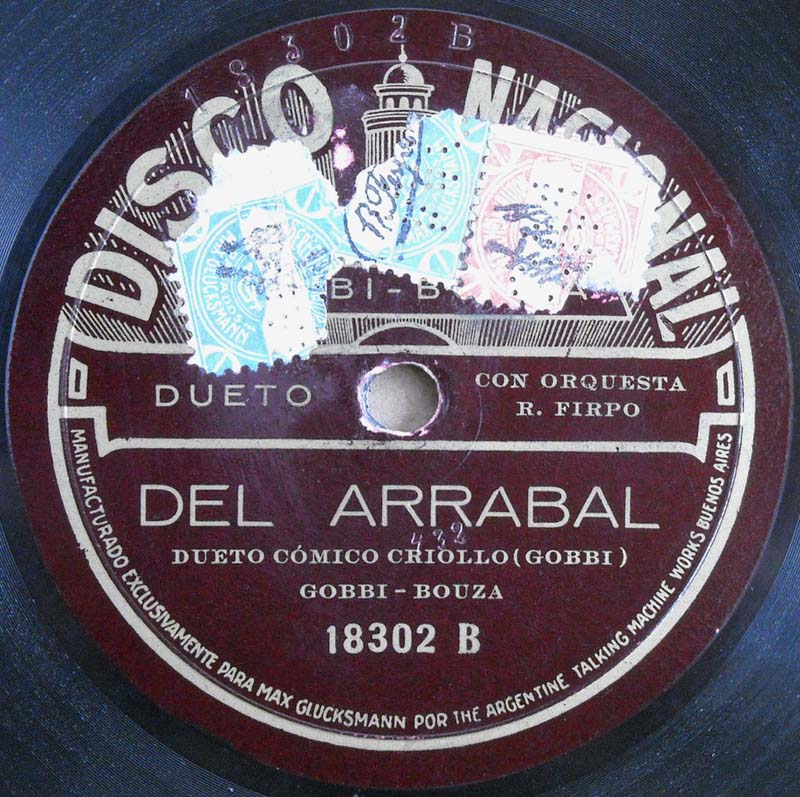 18302 B
DISCO NACIONAL
GLUCKSMANN
DUETO
CON ORQUESTA
R. FIRPO
DEL ARRABAL
432
DUETO CÓMICO CRIOLLO (GOBBI)
GOBBI - BOUZA
18302 B
MANUFACTURADO EXCLUSIVAMENTE PARA MAX GLUCKSMANN POR THE ARGENTINE TALKING MACHINE WORKS BUENOS AIRES